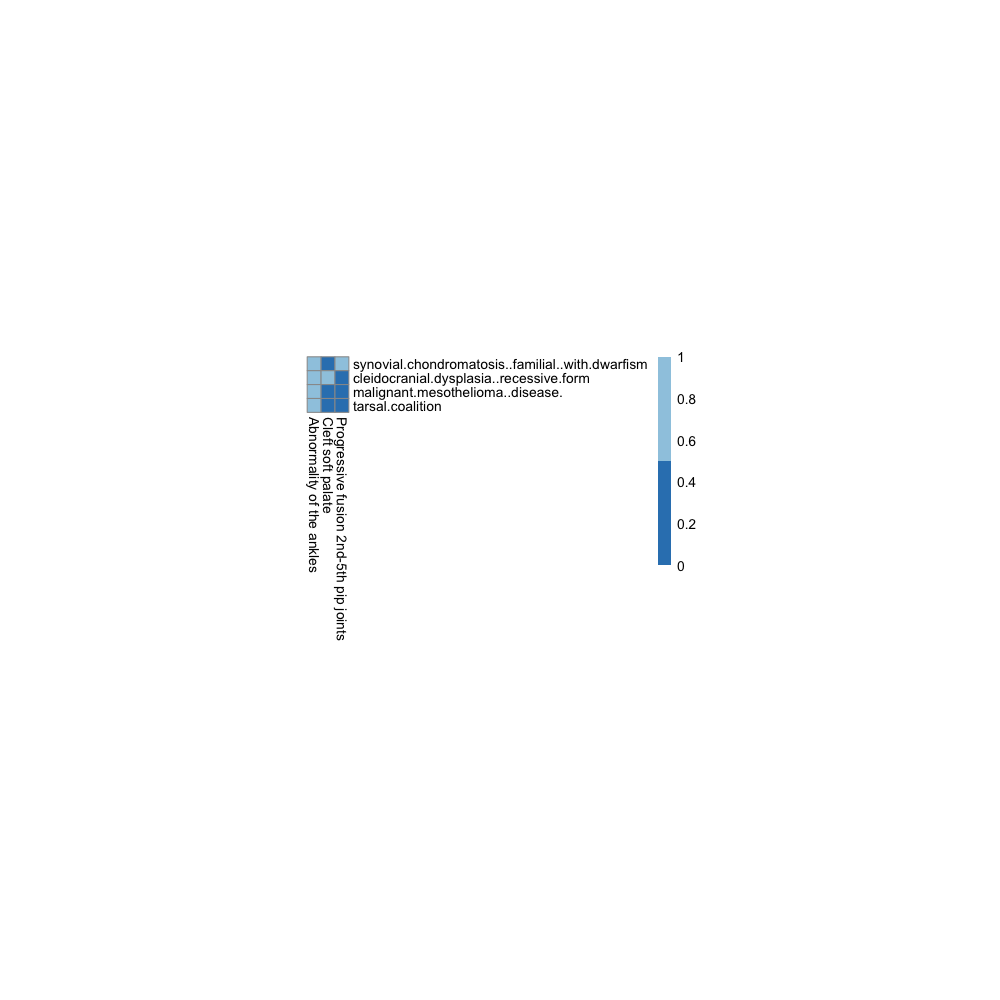 synovial.chondromatosis..familial..with.dwarfism
cleidocranial.dysplasia..recessive.form
malignant.mesothelioma..disease.
tarsal.coalition
Abnormality of the ankles
Cleft soft palate
Progressive fusion 2nd-5th pip joints
1
0.8
0.6
0.4
0.2
0